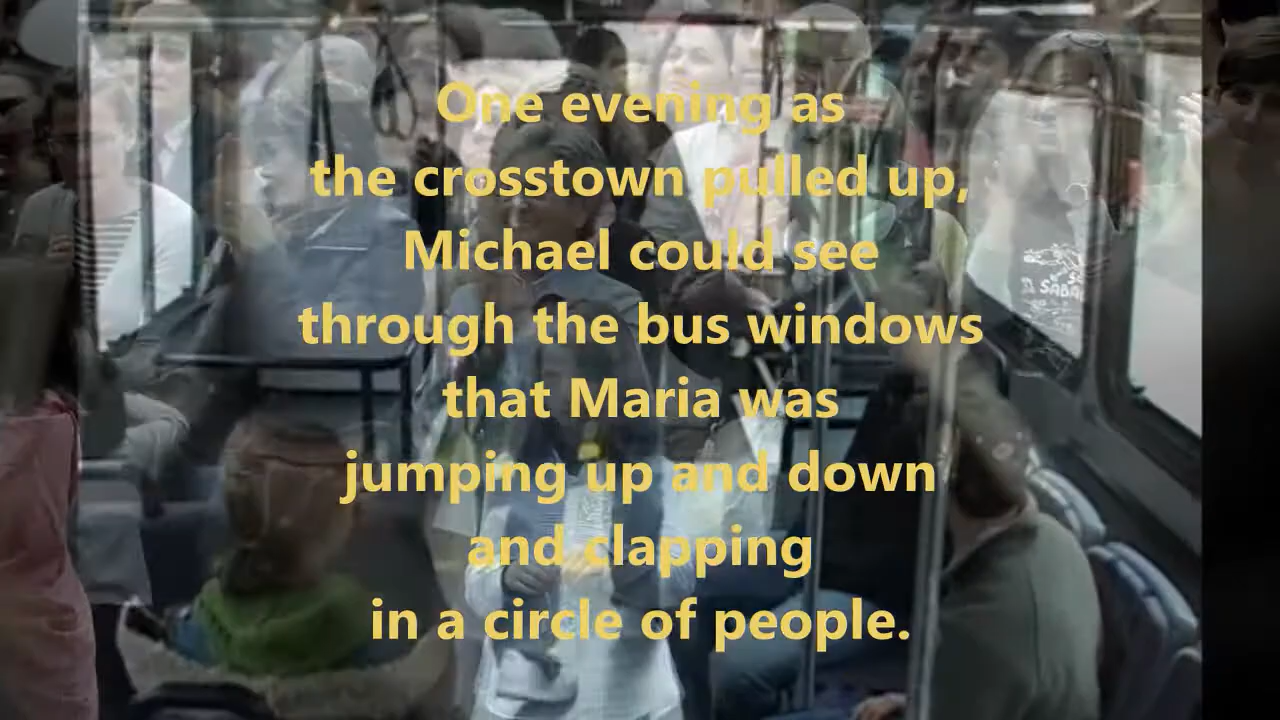 One evening as
the crosstown pulled up,
Michael could see
through the bus windows
that Maria was
jumping up and down
and clapping
in a circle of people.